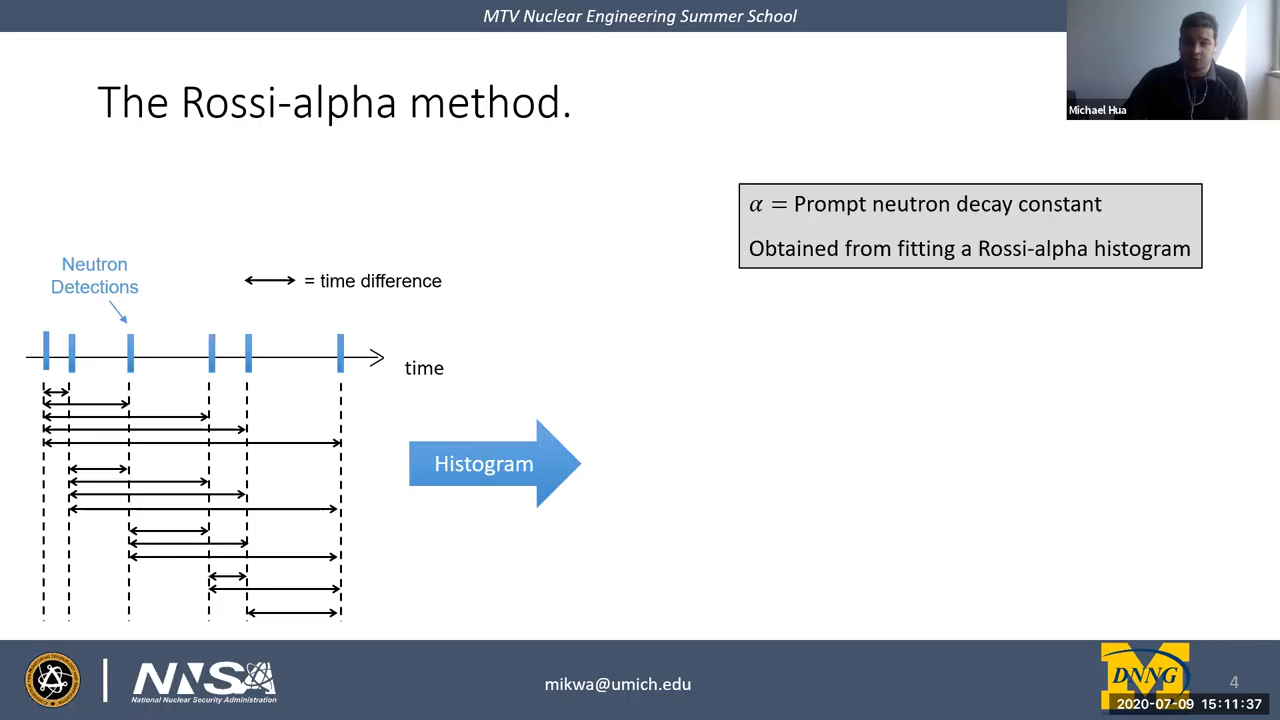 MTV Nuclear Engineering Summer School
Michael Hua
The Rossi-alpha method.
α = Prompt neutron decay constant
Obtained from fitting a Rossi-alpha histogram
Neutron
Detections
= time difference
time
Histogram
NNSA
National Nuclear Security Administration
mikwa@umich.edu
DNNG
4
2020-07-09 15:11:37